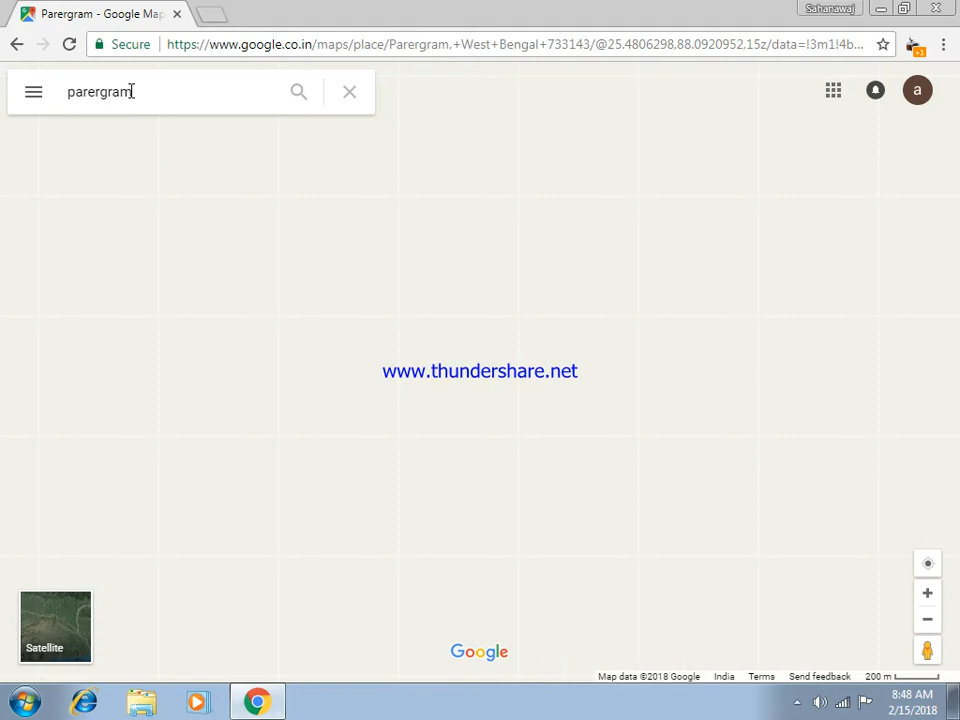 Parergram - Google Map
Sahanawaj
Secure
https://www.google.co.in/maps/place/Parergram,+West+Bengal+733143/@25.4806298,88.0920952,15z/data=!3m1!4b...
+1
parergram
a
www.thundershare.net
Satellite
Google
Map data ©2018 Google India Terms Send feedback 200 m
8:48 AM
2/15/2018